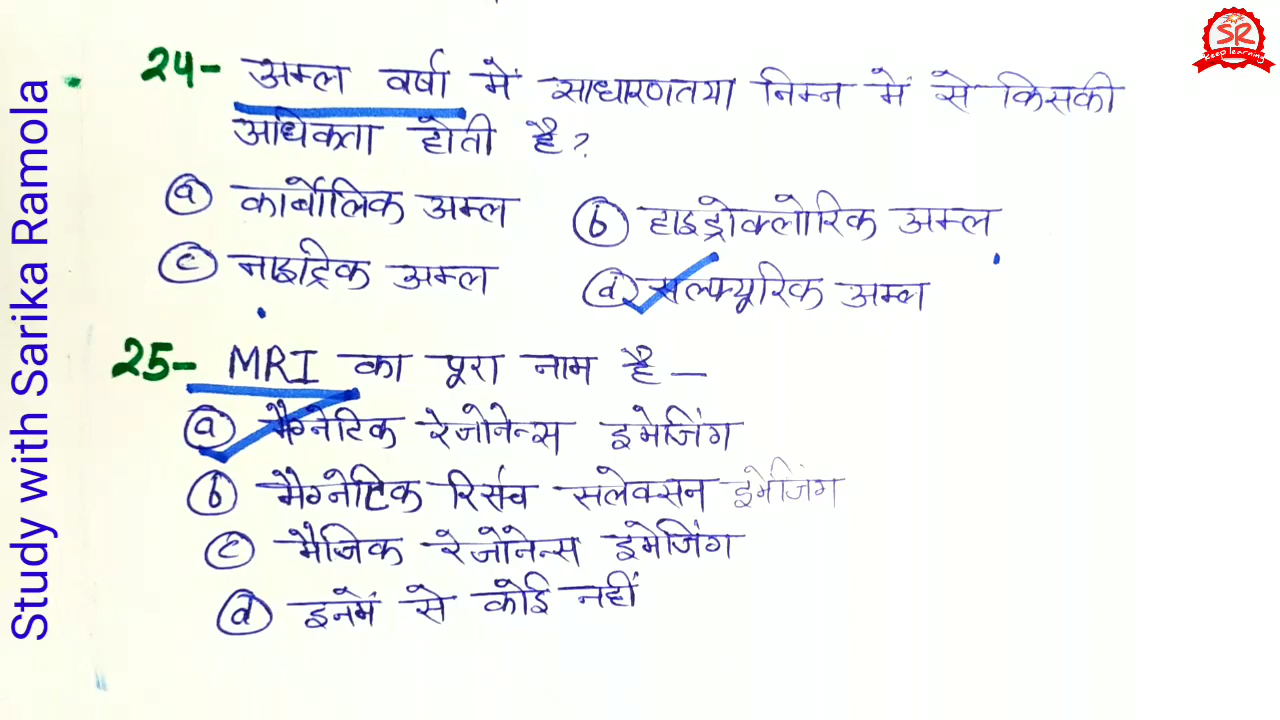 Study with Sarika Ramola
SR
Keep learning
24- अम्ल वर्षा में साधारणतया निम्न में से किसकी
अधिकता होती है?
(a) कार्बोलिक अम्ल (b) हाइड्रोक्लोरिक अम्ल
(c) नाइट्रिक अम्ल (d) सल्फ्यूरिक अम्ल
25- MRI का पूरा नाम है —
(a) मैग्नेटिक रेजोनेन्स इमेजिंग
(b) मैग्नेटिक रिर्सव सलेक्सन इमेजिंग
(c) मैजिक रेजोनेन्स इमेजिंग
(d) इनमें से कोई नहीं